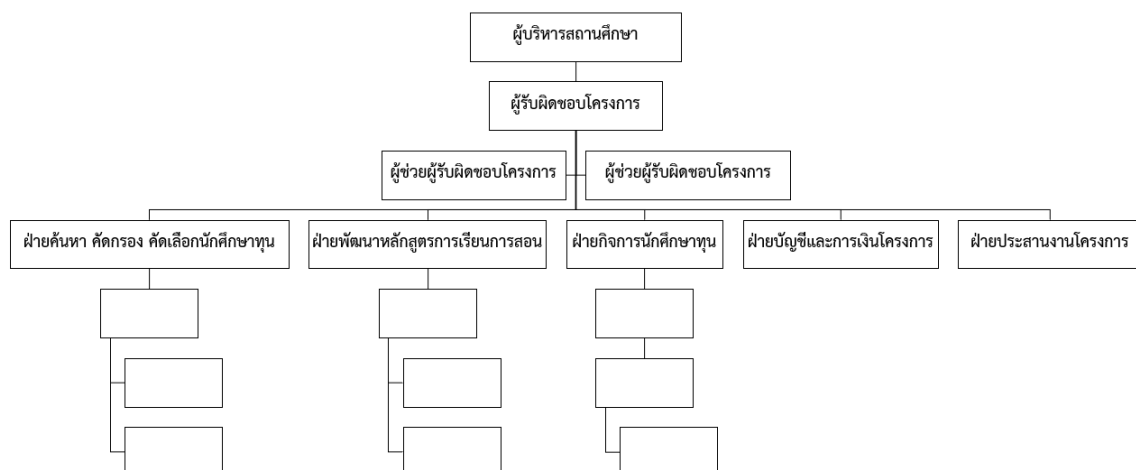 ผู้บริหารสถานศึกษา
ผู้รับผิดชอบโครงการ
ผู้ช่วยผู้รับผิดชอบโครงการ
ผู้ช่วยผู้รับผิดชอบโครงการ
ฝ่ายค้นหา คัดกรอง คัดเลือกนักศึกษาทุน
ฝ่ายพัฒนาหลักสูตรการเรียนการสอน
ฝ่ายกิจการนักศึกษาทุน
ฝ่ายบัญชีและการเงินโครงการ
ฝ่ายประสานงานโครงการ